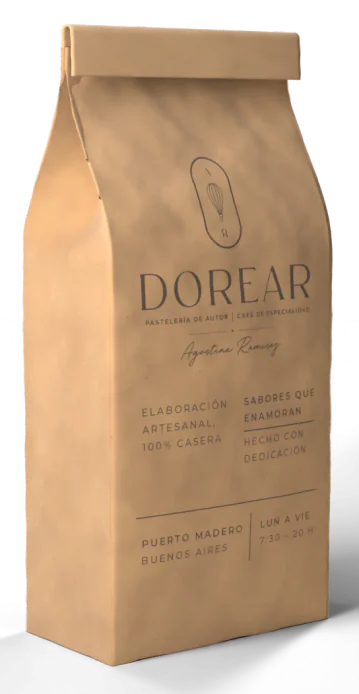 A
R
DOREAR
PASTELERÍA DE AUTOR | CAFÉ DE ESPECIALIDAD
Agustina Ramirez
ELABORACIÓN
ARTESANAL,
100% CASERA
SABORES QUE
ENAMORAN
HECHO CON
DEDICACIÓN
PUERTO MADERO
BUENOS AIRES
LUN A VIE
7:30 - 20 H